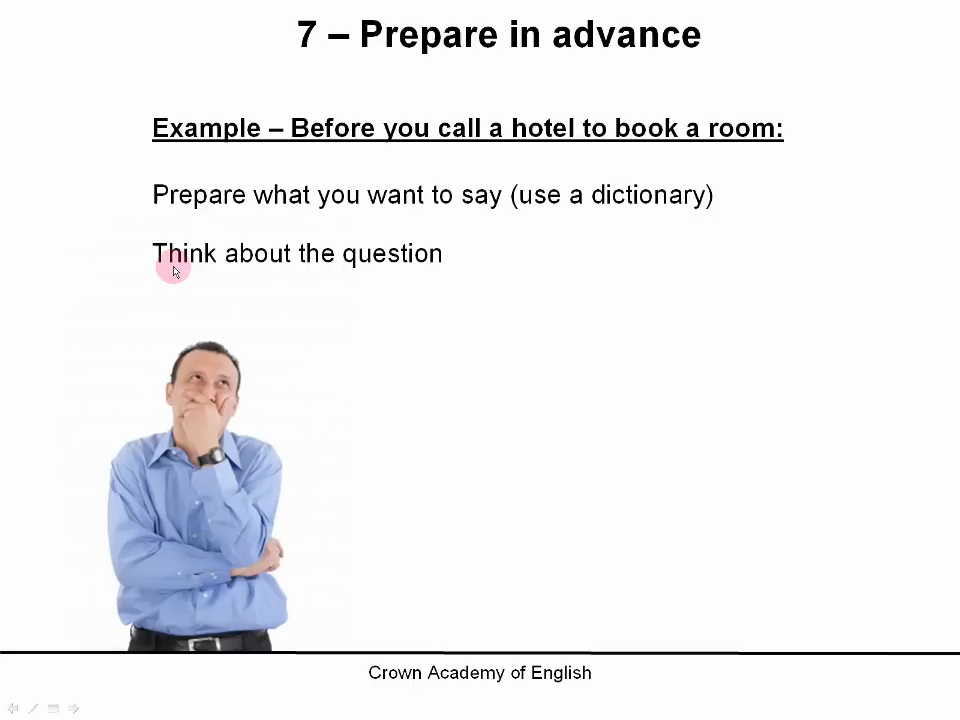 7 – Prepare in advance
Example – Before you call a hotel to book a room:
Prepare what you want to say (use a dictionary)
Think about the question
Crown Academy of English